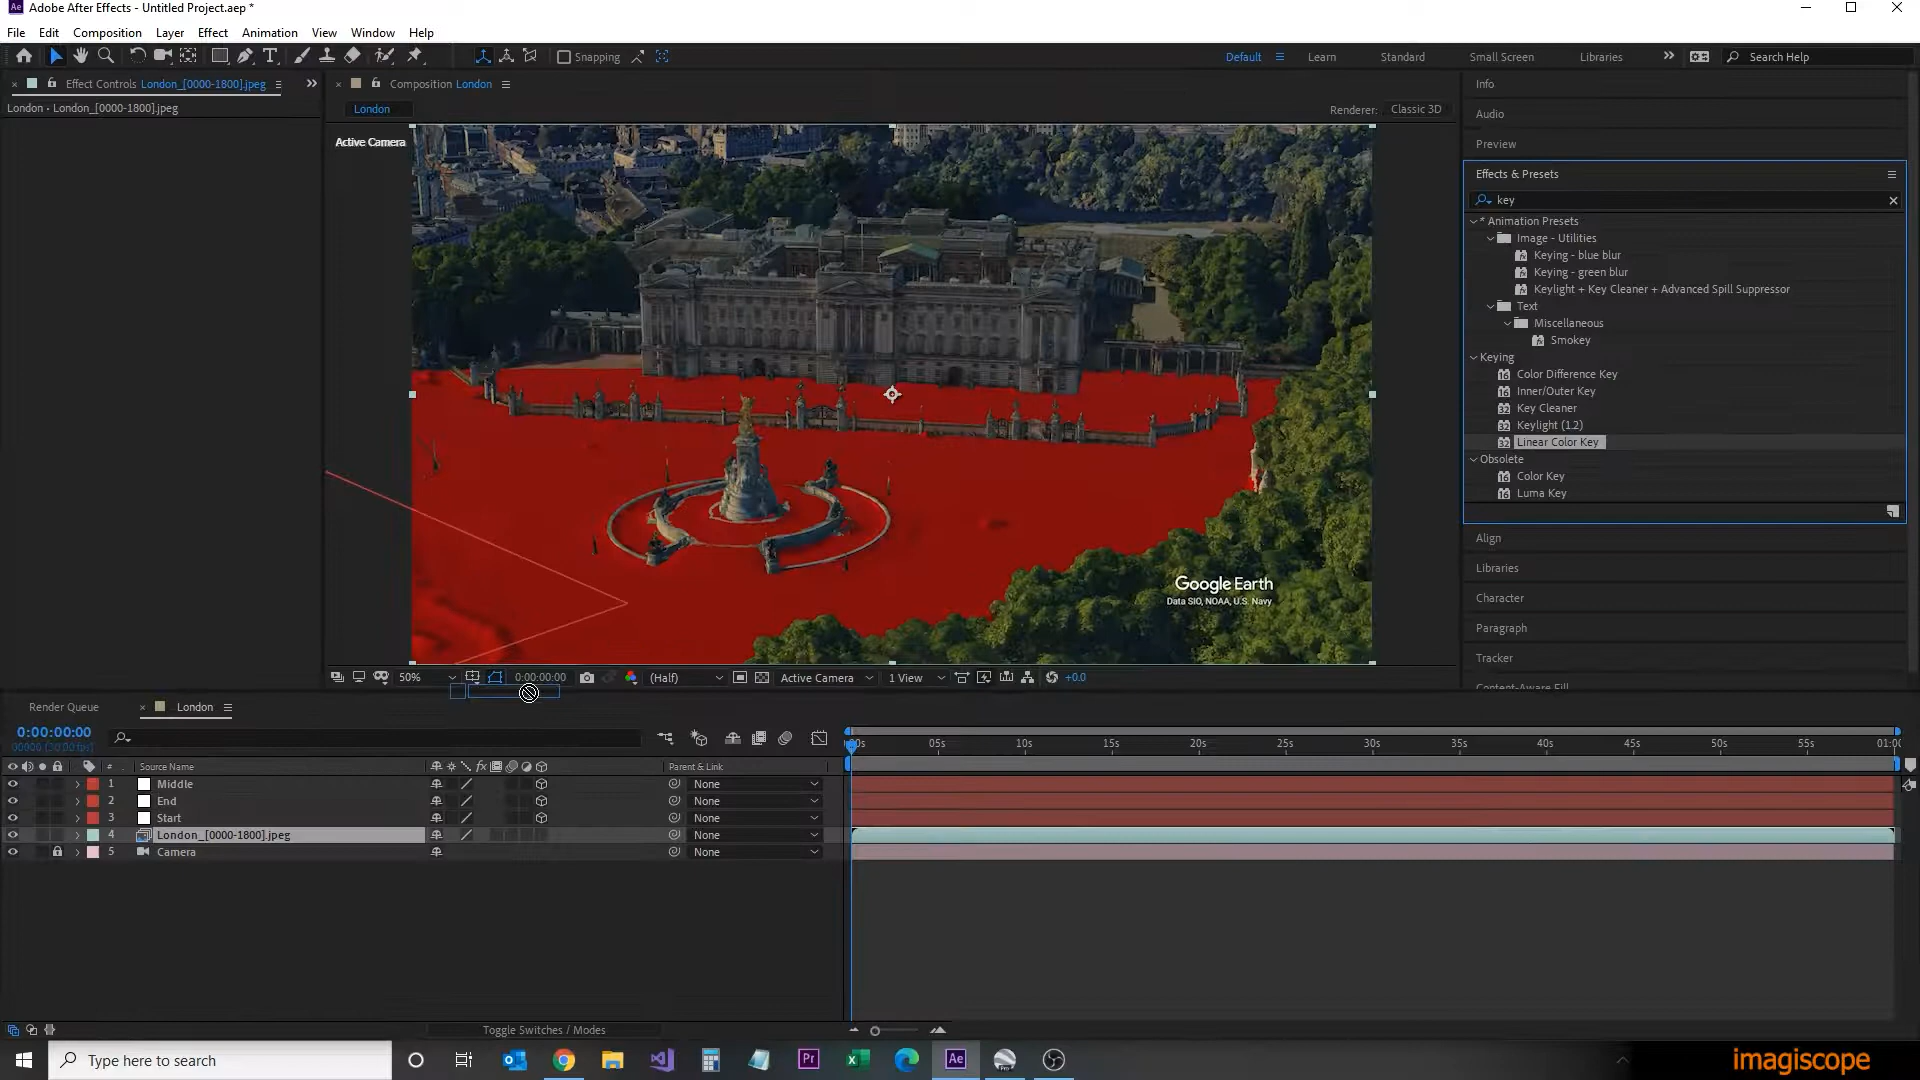 Adobe After Effects - Untitled Project.aep *
File Edit Composition Layer Effect Animation View Window Help
Snapping
Default Learn Standard Small Screen Libraries Search Help
Effect Controls London_[0000-1800].jpeg
London • London_[0000-1800].jpeg
Composition London
London
Renderer: Classic 3D
Active Camera
Google Earth
Data SIO, NOAA, U.S. Navy
50% 0:00:00:00 (Half) Active Camera 1 View +0.0
Info
Audio
Preview
Effects & Presets
key
* Animation Presets
Image - Utilities
Keying - blue blur
Keying - green blur
Keylight + Key Cleaner + Advanced Spill Suppressor
Text
Miscellaneous
Smokey
Keying
Color Difference Key
Inner/Outer Key
Key Cleaner
Keylight (1.2)
Linear Color Key
Obsolete
Color Key
Luma Key
Align
Libraries
Character
Paragraph
Tracker
Content-Aware Fill
Render Queue London
0:00:00:00
00000 (30.00 fps)
05s 10s 15s 20s 25s 30s 35s 40s 45s 50s 55s
# Source Name Parent & Link
1 Middle None
2 End None
3 Start None
4 London_[0000-1800].jpeg None
5 Camera None
Toggle Switches / Modes
Type here to search
imagiscope